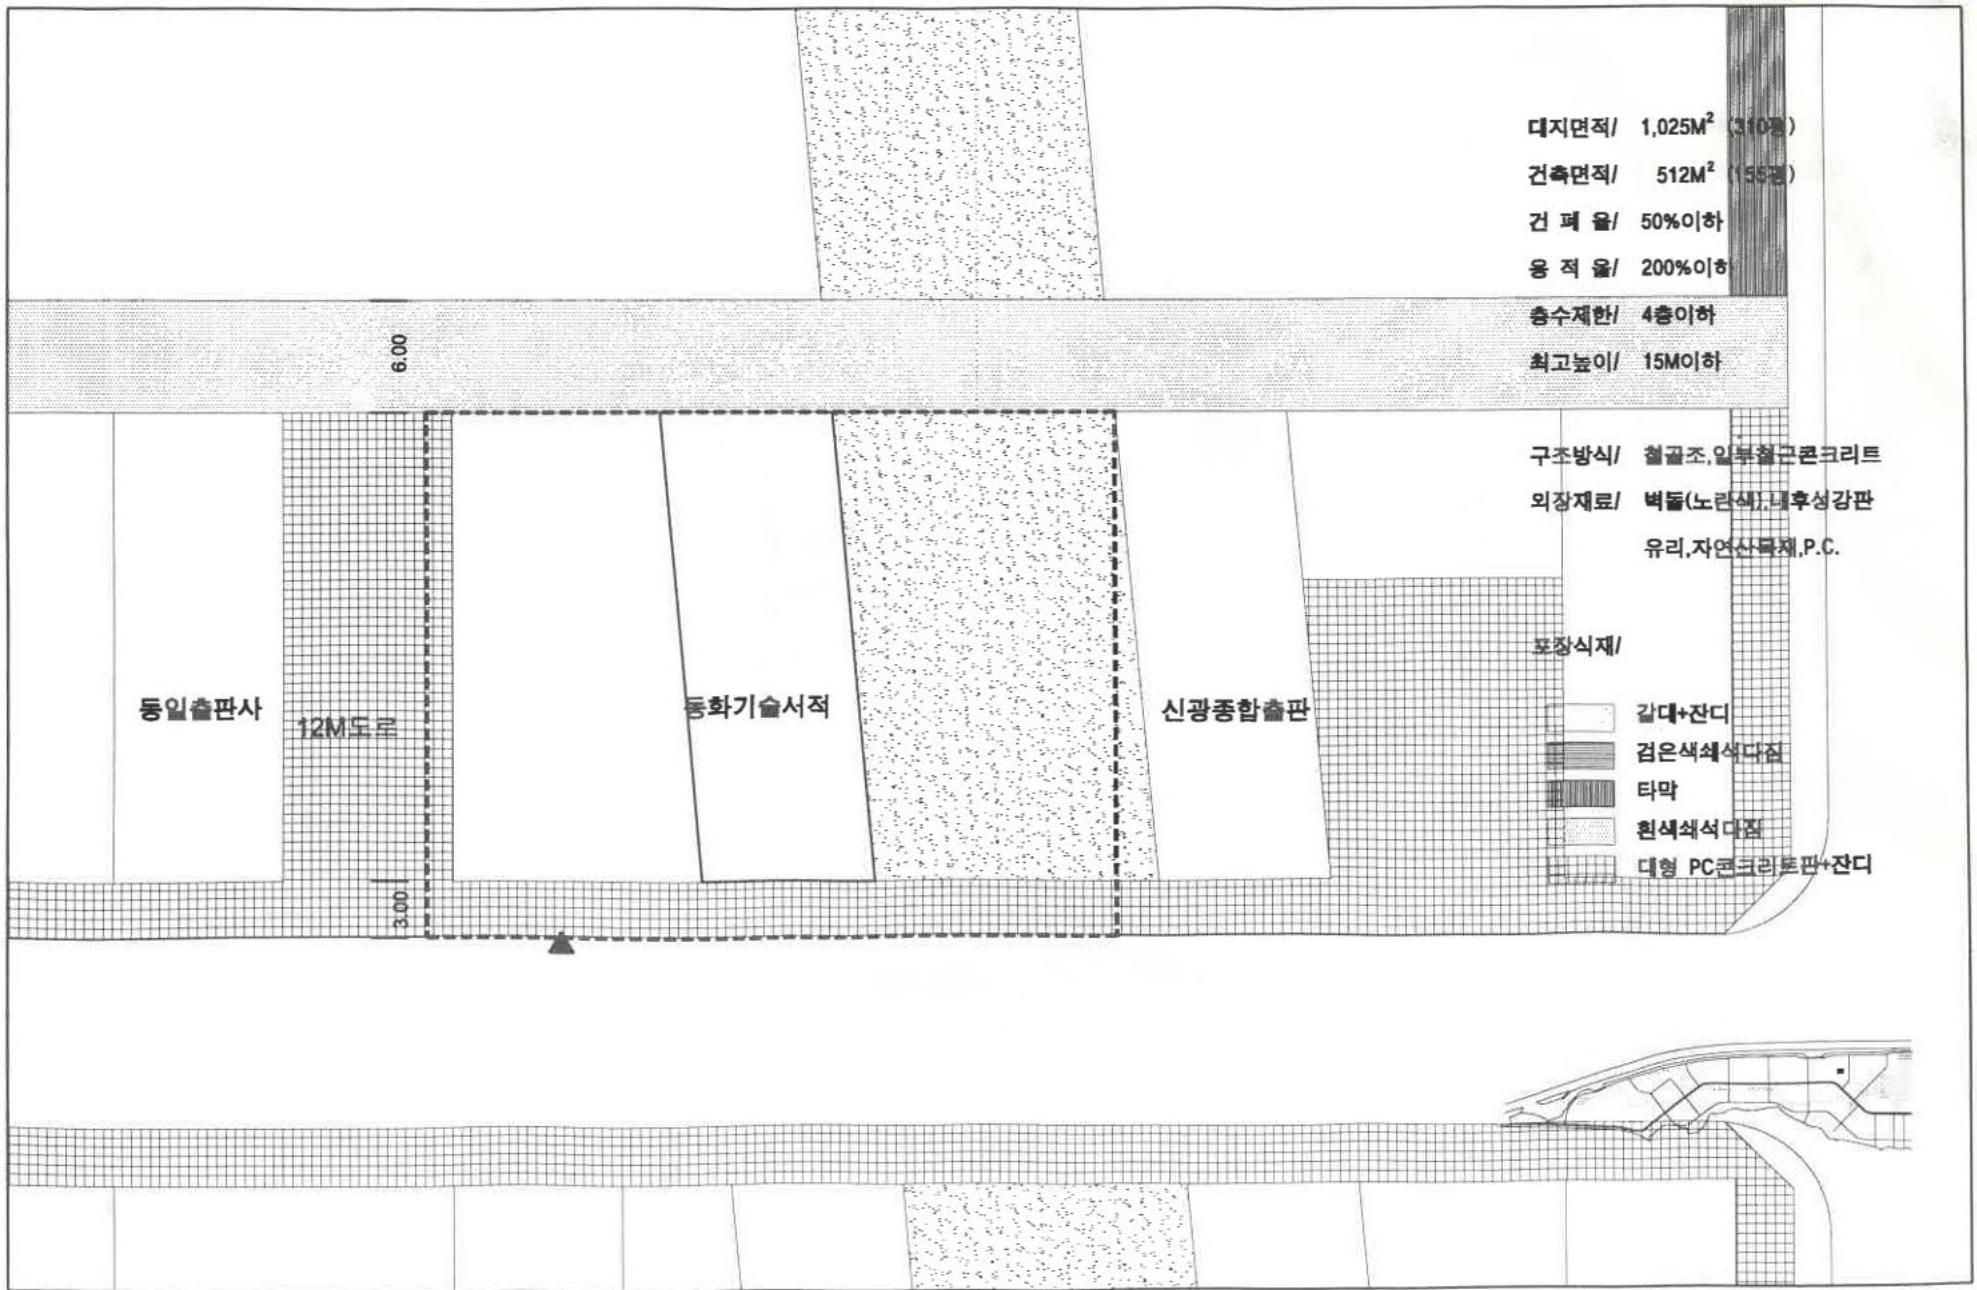 대지면적/ 1,025M² (310평)
건축면적/ 512M² (155평)
건 폐 율/ 50%이하
용 적 율/ 200%이하
층수제한/ 4층이하
최고높이/ 15M이하
6.00
구조방식/ 철골조,일부철근콘크리트
외장재료/ 벽돌(노란색),내후성강판
유리,자연산목재,P.C.
포장식재/
동일출판사
12M도로
동화기술서적
신광종합출판
갈대+잔디
검은색쇄석다짐
타막
흰색쇄석다짐
대형 PC콘크리트판+잔디
3.00